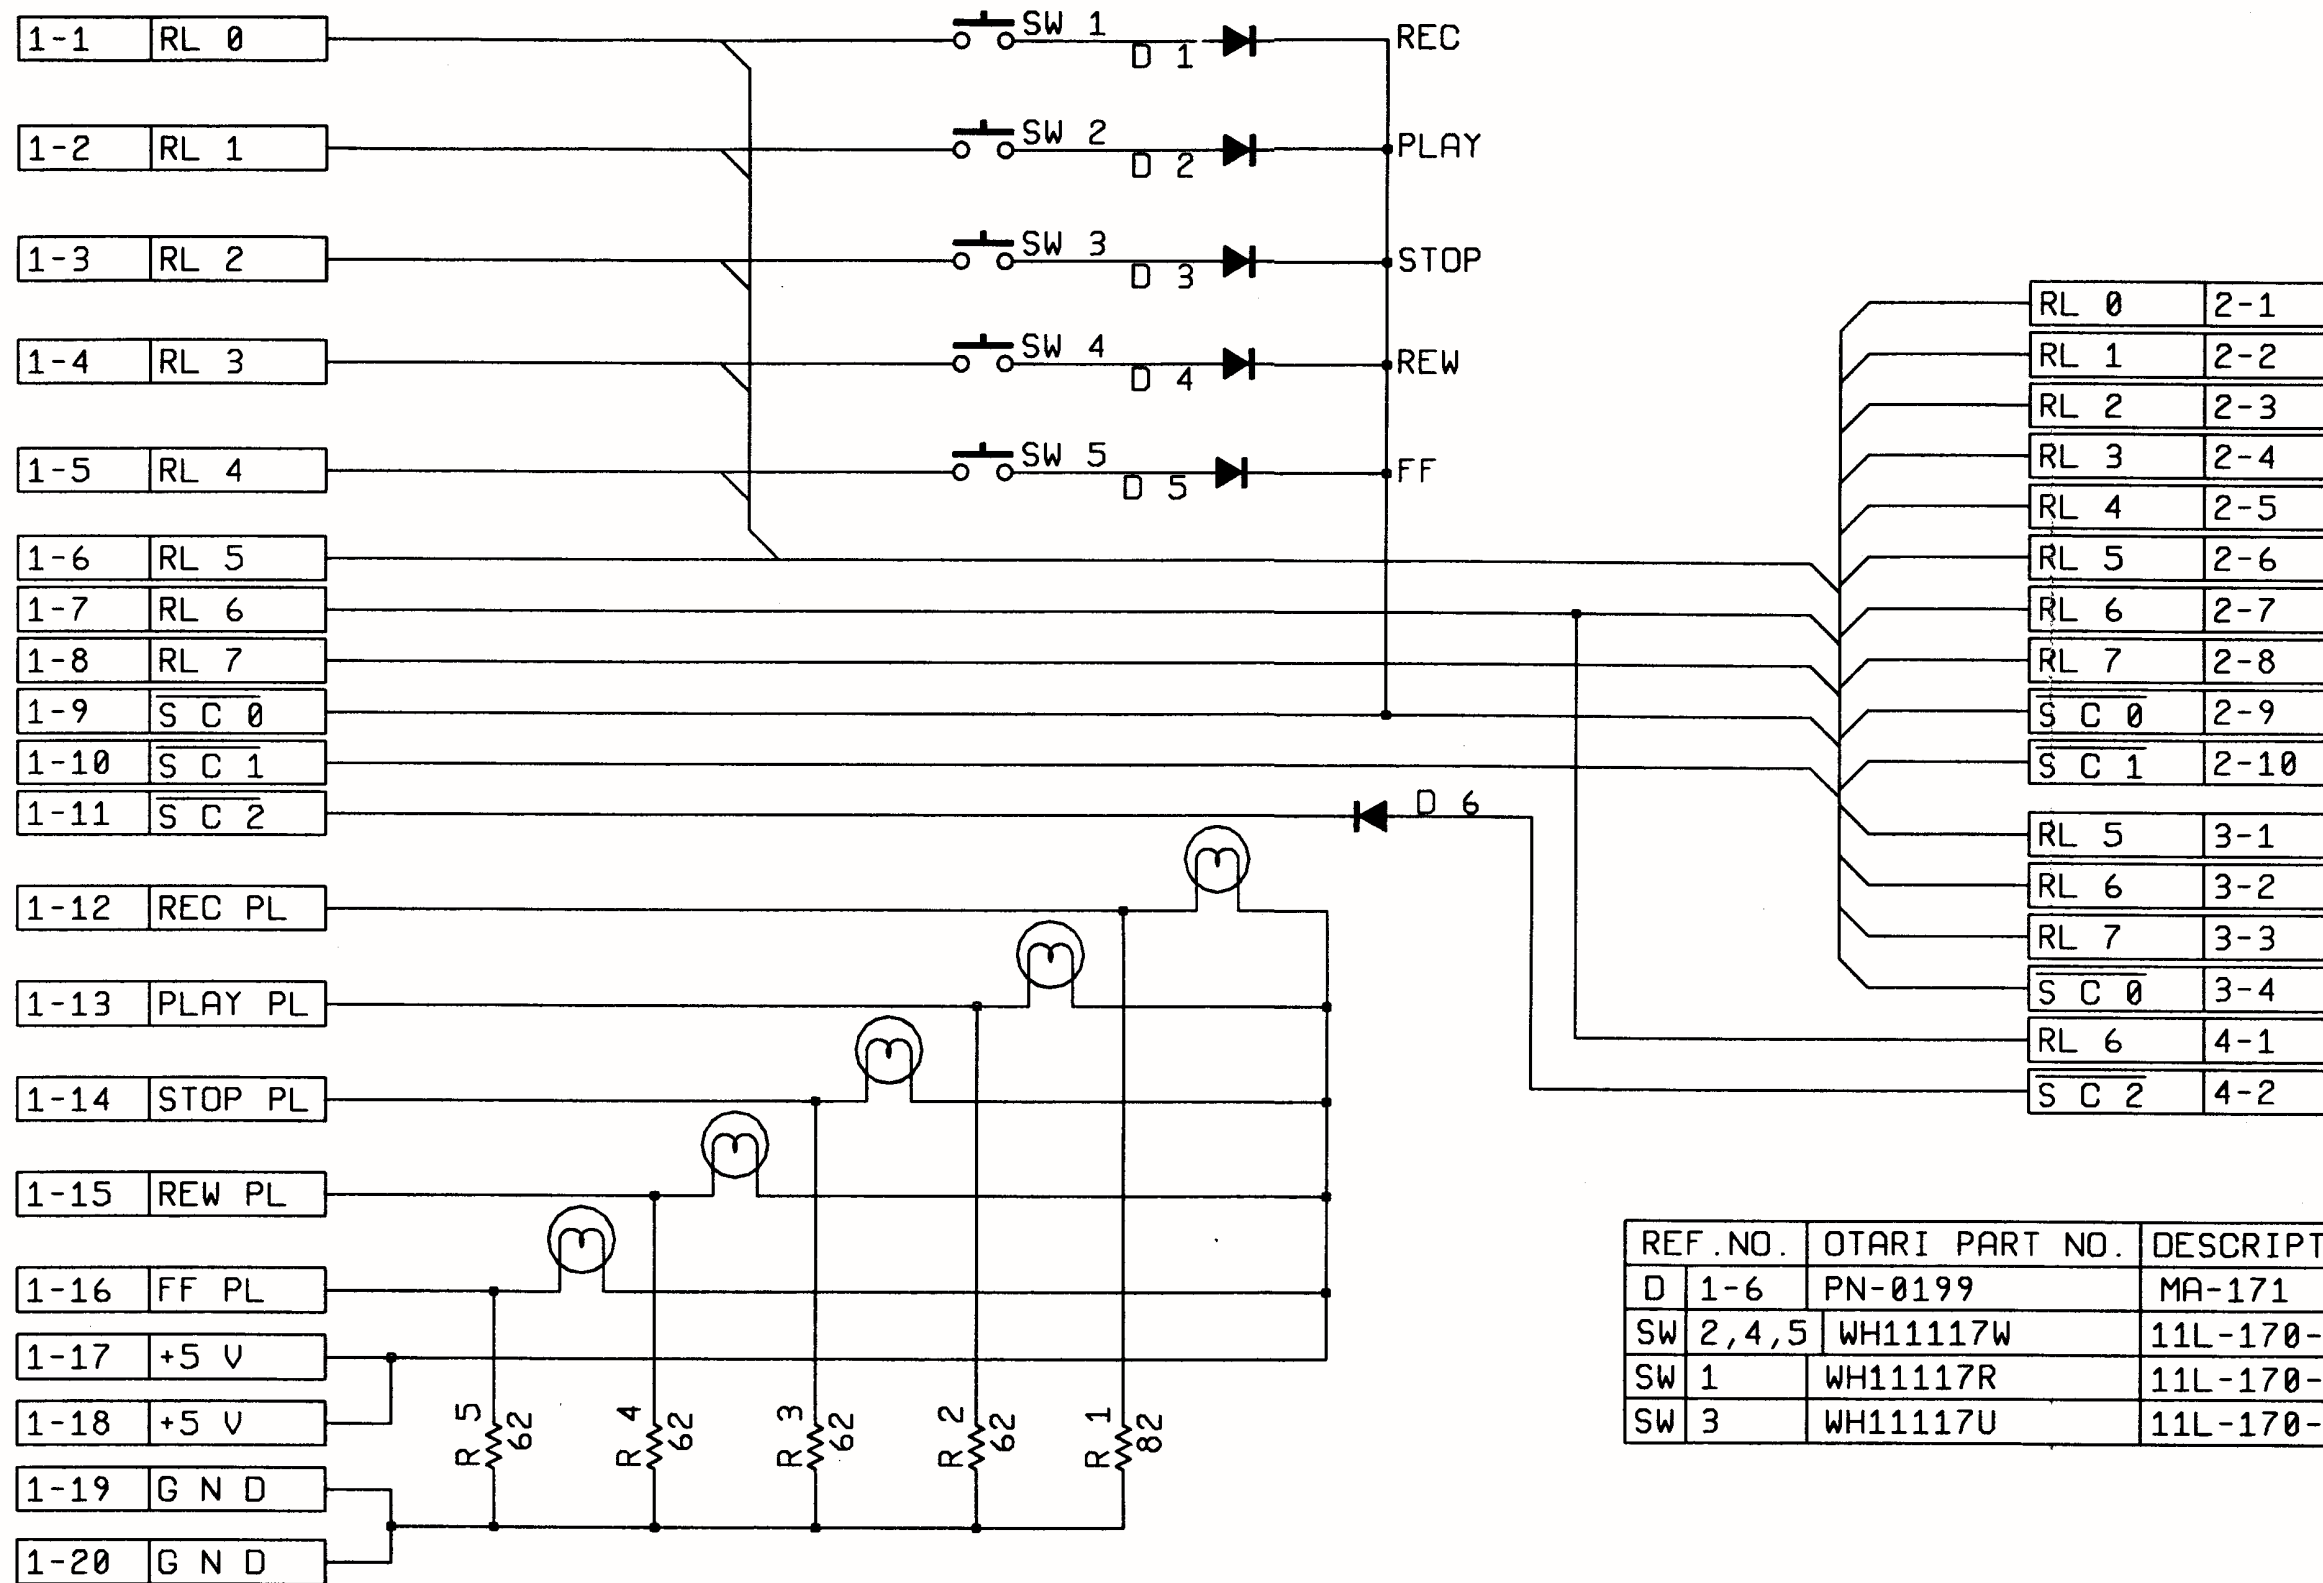 1-1 RL 0
SW 1
D 1
REC
1-2 RL 1
SW 2
D 2
PLAY
1-3 RL 2
SW 3
D 3
STOP
1-4 RL 3
SW 4
D 4
REW
1-5 RL 4
SW 5
D 5
FF
1-6 RL 5
1-7 RL 6
1-8 RL 7
1-9 S C 0
1-10 S C 1
1-11 S C 2
D 6
1-12 REC PL
1-13 PLAY PL
1-14 STOP PL
1-15 REW PL
1-16 FF PL
1-17 +5 V
1-18 +5 V
1-19 G N D
1-20 G N D
R 5 62
R 4 62
R 3 62
R 2 62
R 1 82
RL 0 2-1
RL 1 2-2
RL 2 2-3
RL 3 2-4
RL 4 2-5
RL 5 2-6
RL 6 2-7
RL 7 2-8
S C 0 2-9
S C 1 2-10
RL 5 3-1
RL 6 3-2
RL 7 3-3
S C 0 3-4
RL 6 4-1
S C 2 4-2
REF.NO. OTARI PART NO. DESCRIPT
D 1-6 PN-0199 MA-171
SW 2,4,5 WH11117W 11L-170-
SW 1 WH11117R 11L-170-
SW 3 WH11117U 11L-170-